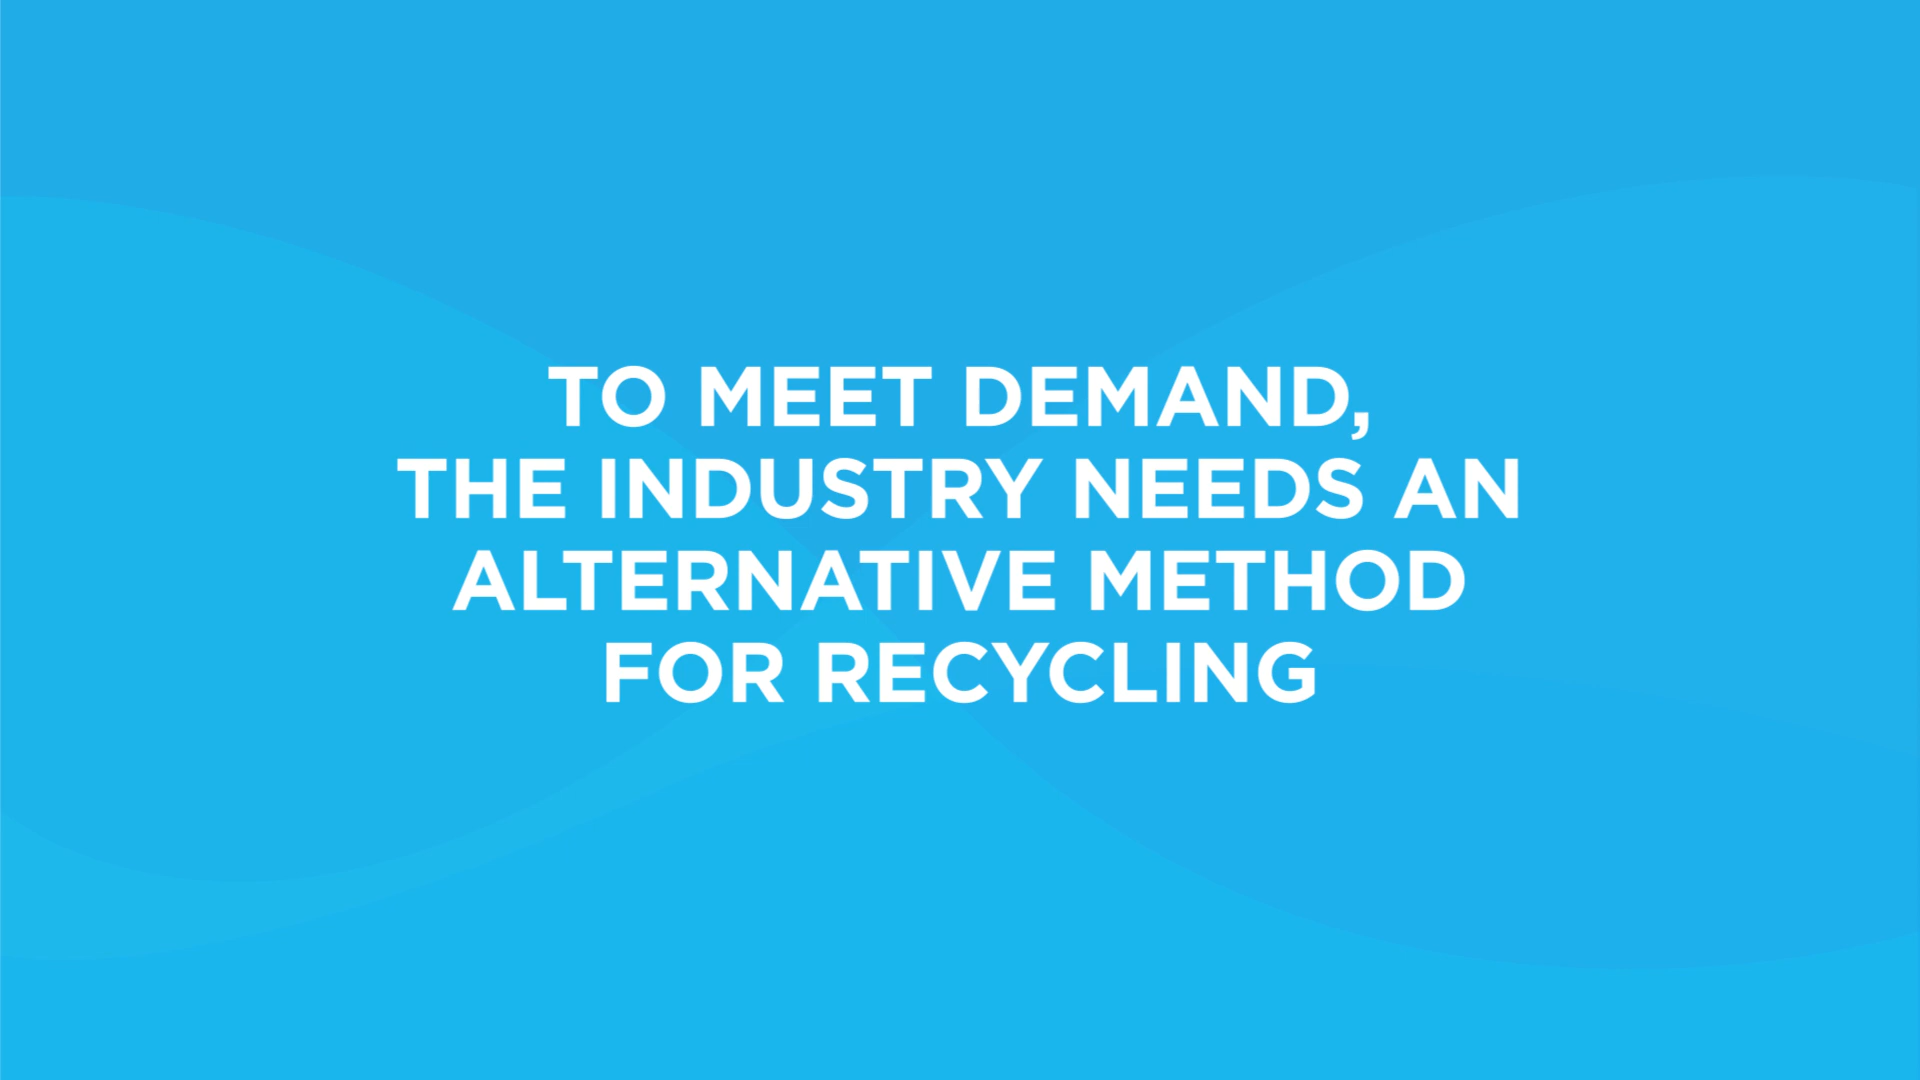 TO MEET DEMAND,
THE INDUSTRY NEEDS AN
ALTERNATIVE METHOD
FOR RECYCLING